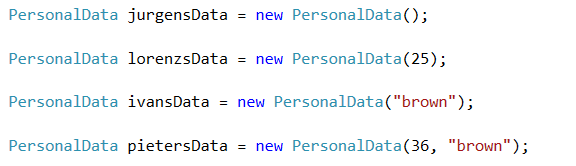 PersonalData jurgensData = new PersonalData();
PersonalData lorenzsData = new PersonalData(25);
PersonalData ivansData = new PersonalData("brown");
PersonalData pietersData = new PersonalData(36, "brown");